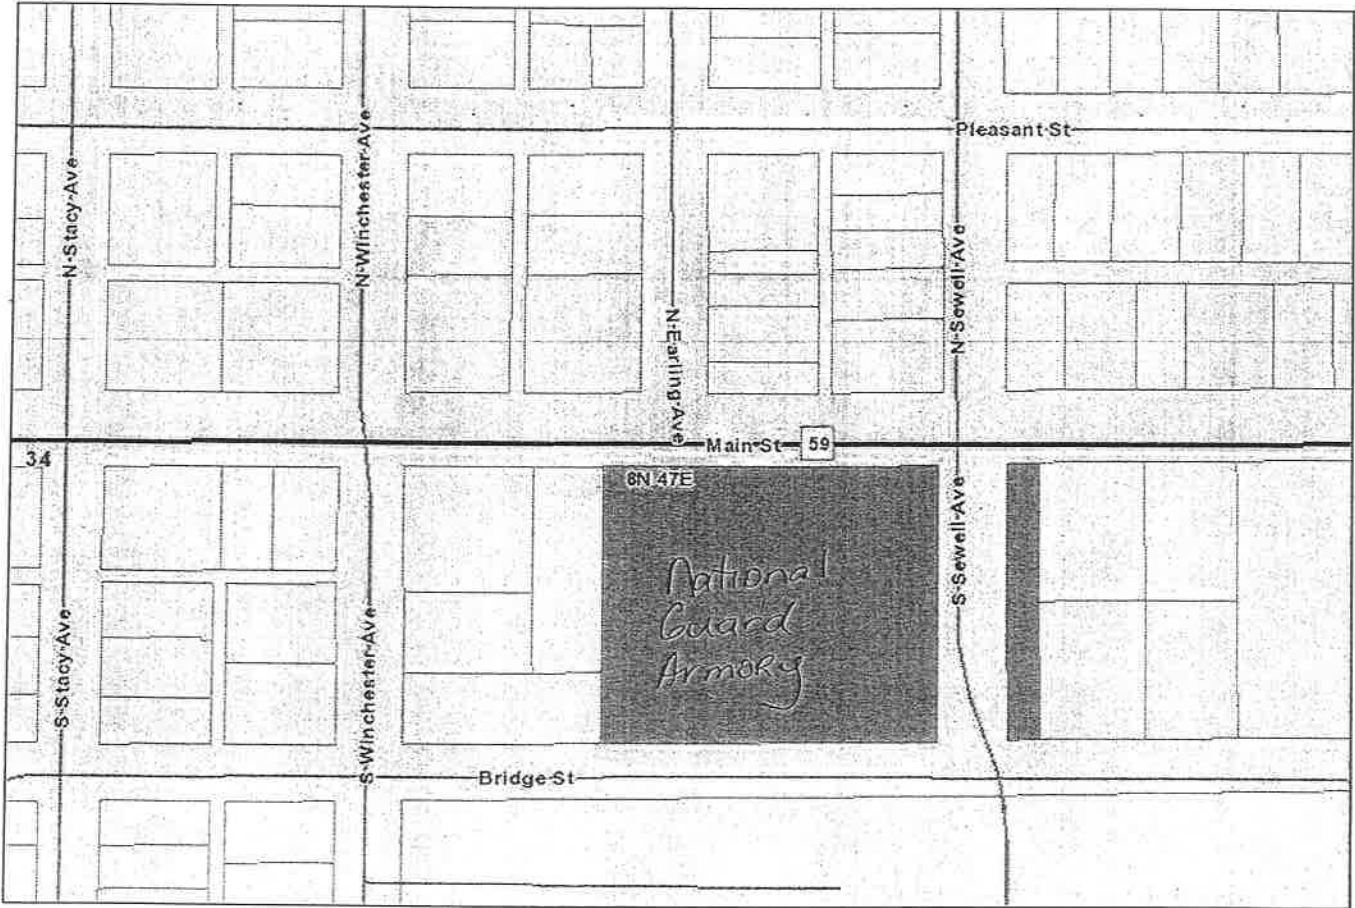 Pleasant St
N Stacy Ave
N Winchester Ave
N Earling Ave
N Sewell Ave
Main St 59
34
8N 47E
National
Guard
Armory
S Stacy Ave
S Winchester Ave
S Sewell Ave
Bridge St